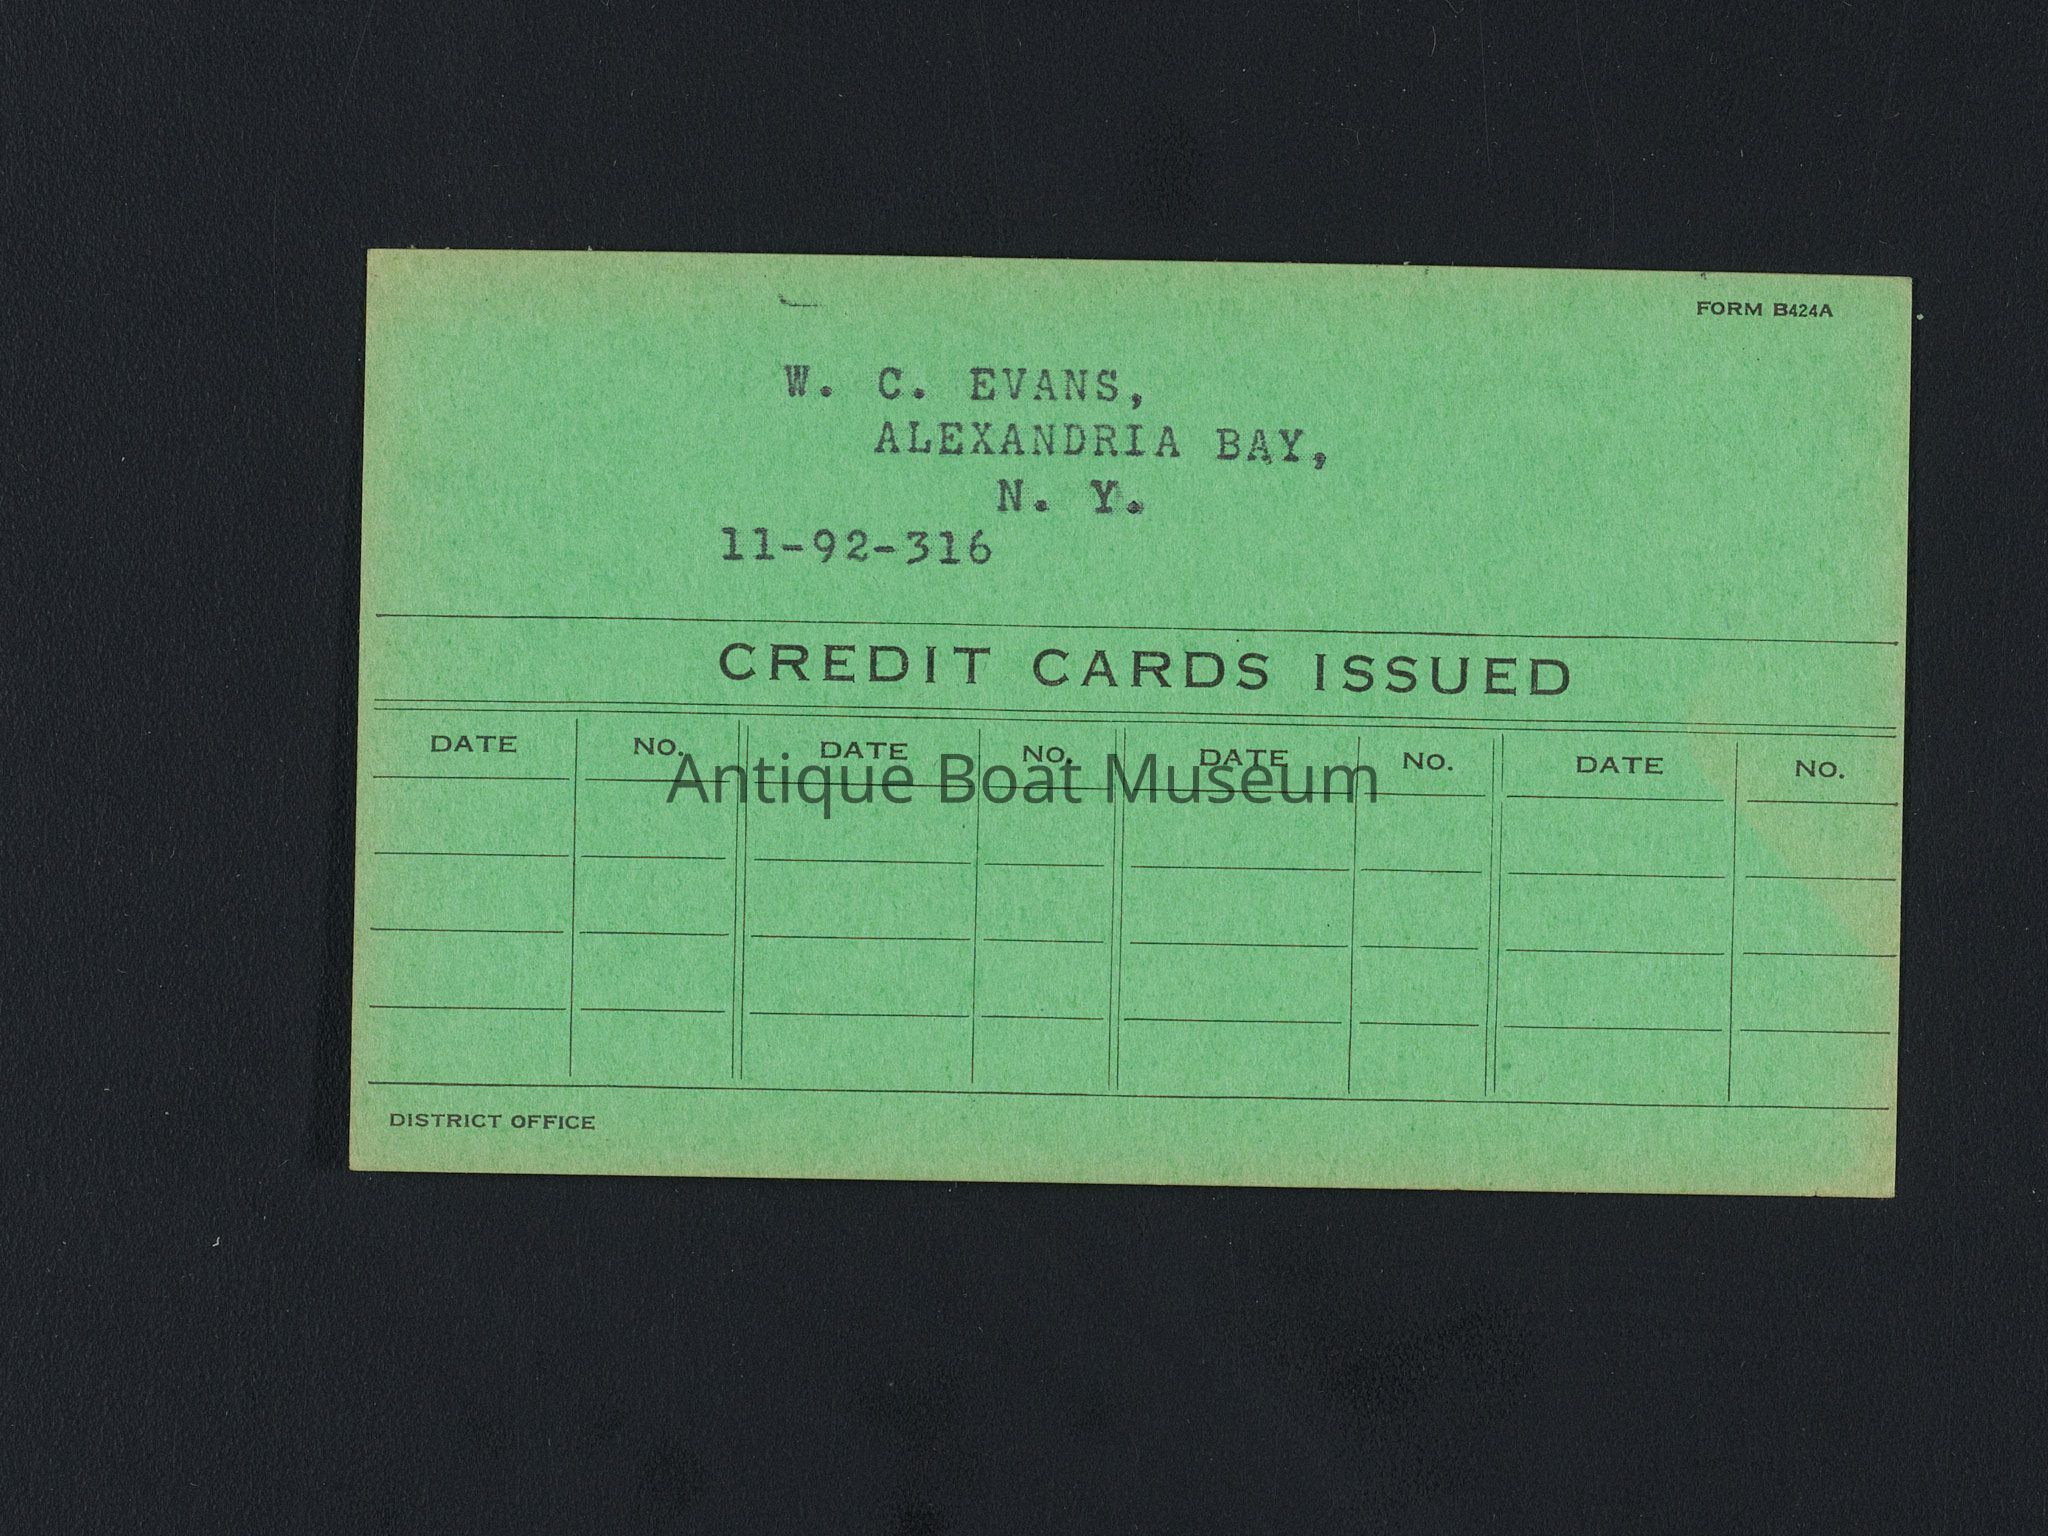 FORM B424A
W. C. EVANS,
ALEXANDRIA BAY,
N. Y.
11-92-316
CREDIT CARDS ISSUED
DATE NO. DATE NO. DATE NO. DATE NO.
Antique Boat Museum
DISTRICT OFFICE